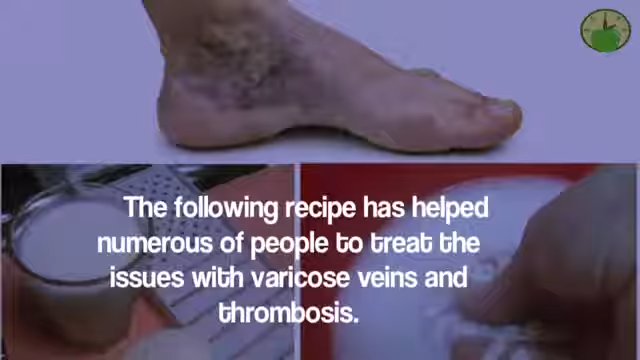 The following recipe has helped
numerous of people to treat the
issues with varicose veins and
thrombosis.